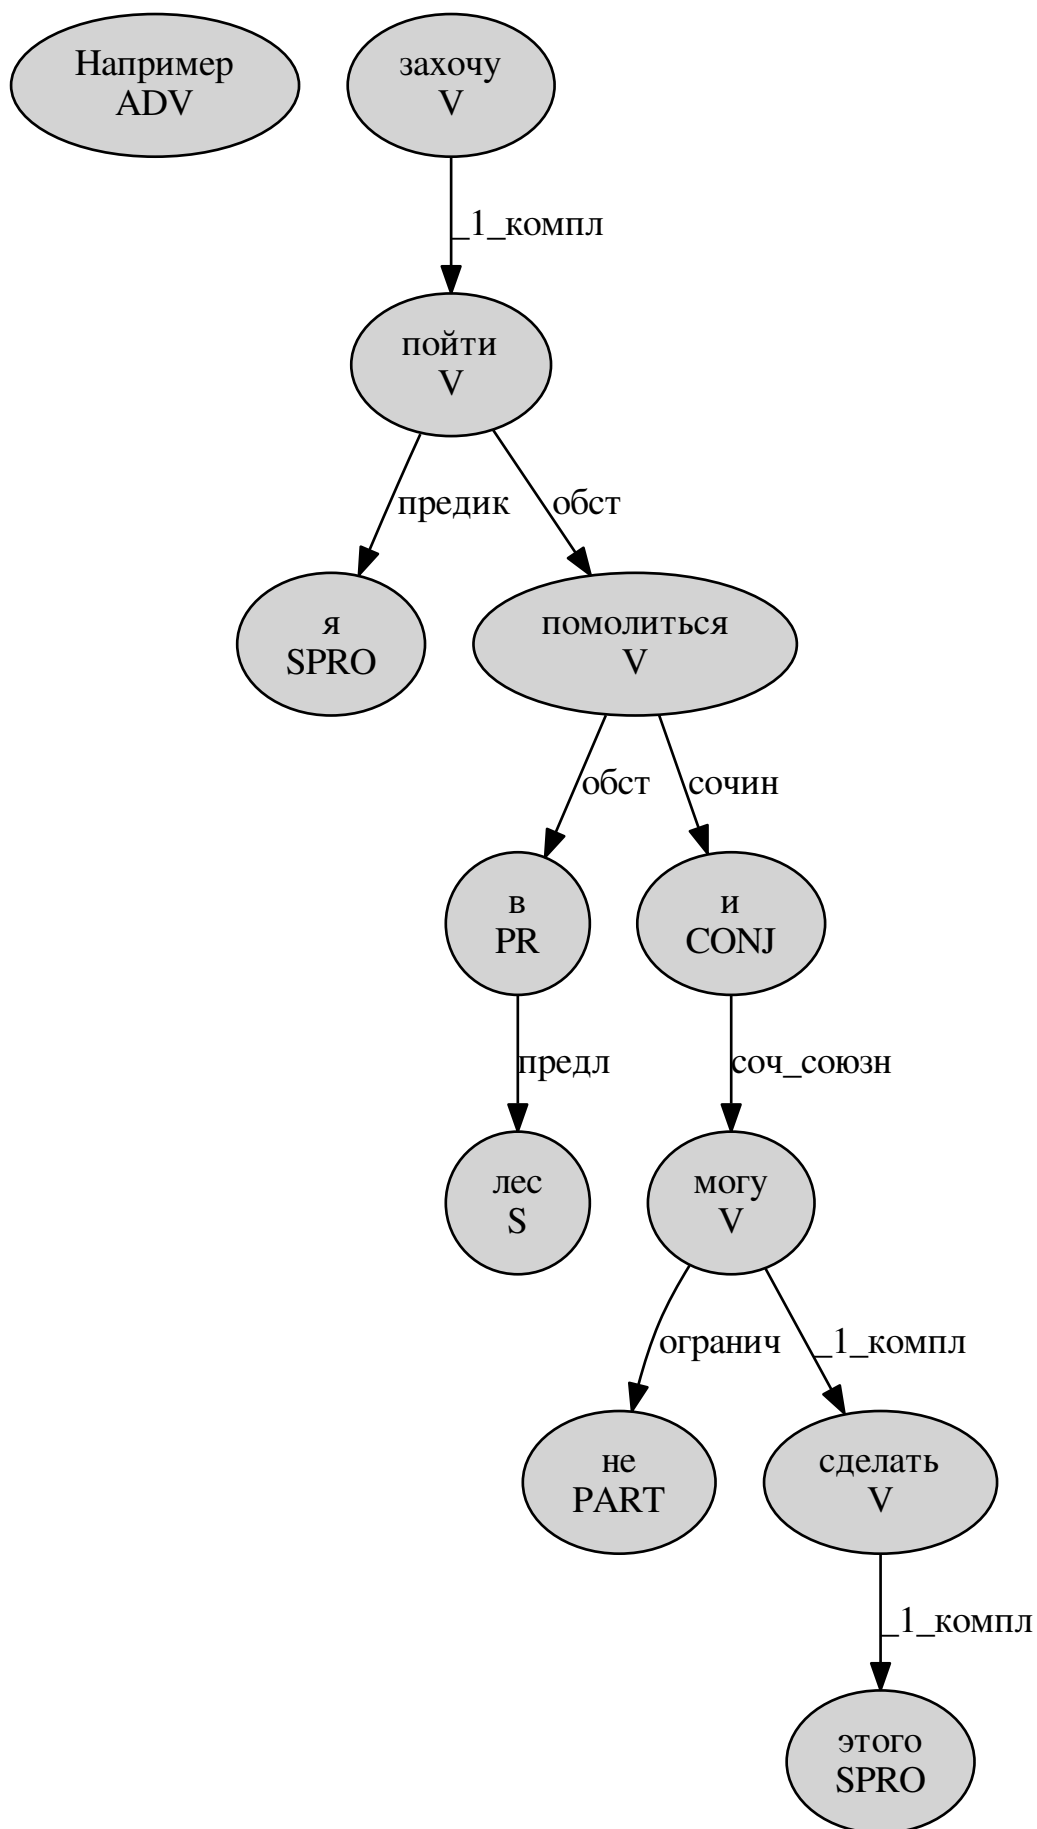 Например
ADV
захочу
V
_1_компл
пойти
V
предик
обст
я
SPRO
помолиться
V
обст
сочин
в
PR
и
CONJ
предл
соч_союзн
лес
S
могу
V
огранич
_1_компл
не
PART
сделать
V
_1_компл
этого
SPRO